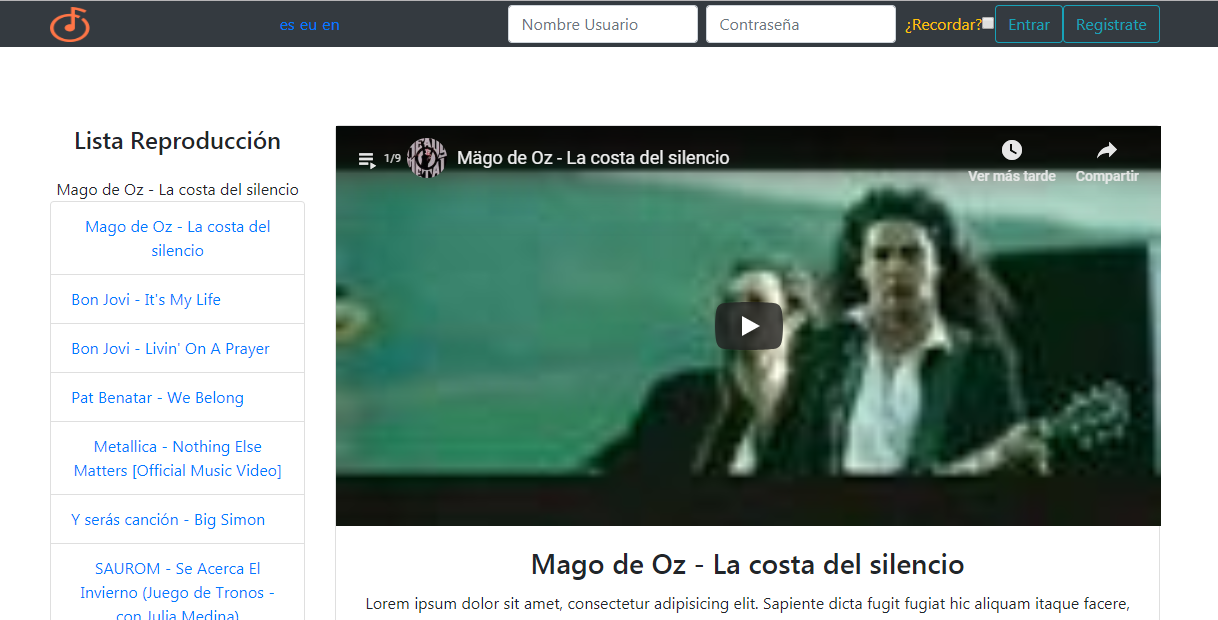 es eu en
Nombre Usuario
Contraseña
¿Recordar?
Entrar
Registrate
Lista Reproducción
Mago de Oz - La costa del silencio
Mago de Oz - La costa del
silencio
Bon Jovi - It's My Life
Bon Jovi - Livin' On A Prayer
Pat Benatar - We Belong
Metallica - Nothing Else
Matters [Official Music Video]
Y serás canción - Big Simon
SAUROM - Se Acerca El
Invierno (Juego de Tronos -
con Julia Medina)
1/9
Mägo de Oz - La costa del silencio
Ver más tarde
Compartir
Mago de Oz - La costa del silencio
Lorem ipsum dolor sit amet, consectetur adipisicing elit. Sapiente dicta fugit fugiat hic aliquam itaque facere,